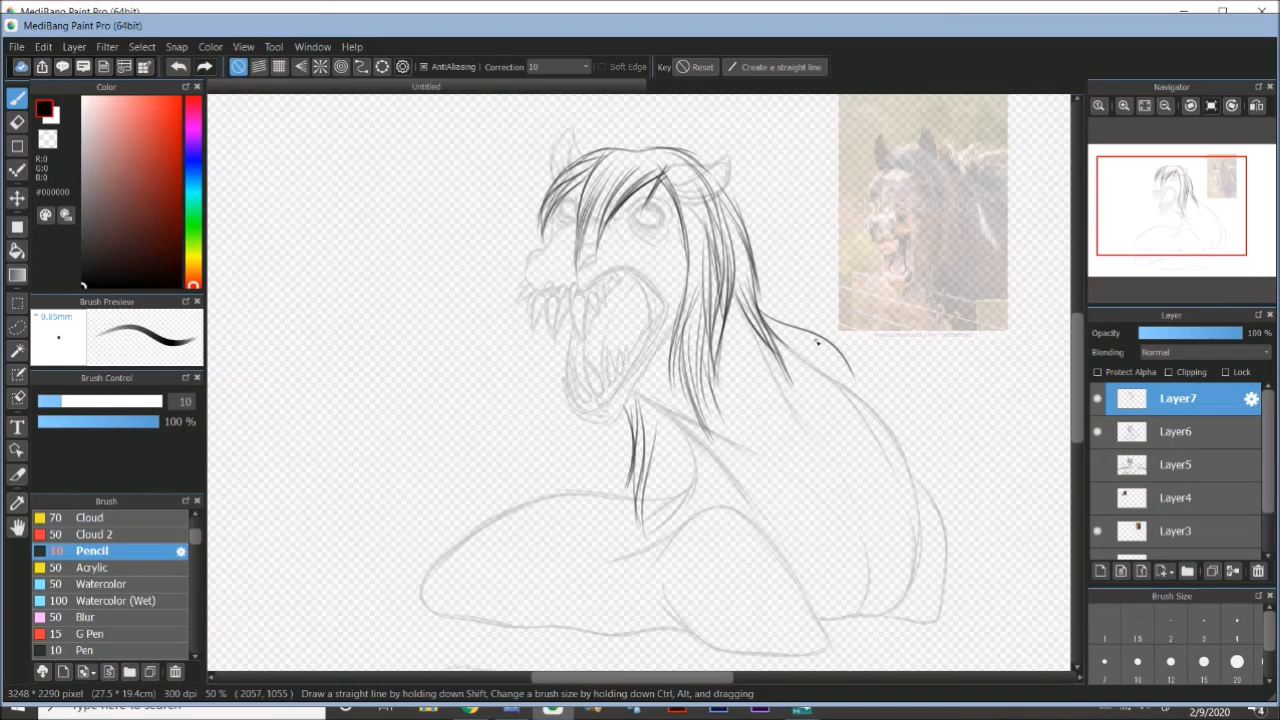 MediBang Paint Pro (64bit)
MediBang Paint Pro (64bit)
File Edit Layer Filter Select Snap Color View Tool Window Help
AntiAliasing Correction 10 Soft Edge Key Reset Create a straight line
Color
Untitled
Navigator
R:0
G:0
B:0
#000000
Brush Preview
* 0.85mm
Brush Control
10
100 %
Brush
70 Cloud
50 Cloud 2
10 Pencil
50 Acrylic
50 Watercolor
100 Watercolor (Wet)
50 Blur
15 G Pen
10 Pen
Layer
Opacity 100 %
Blending Normal
Protect Alpha Clipping Lock
Layer7
Layer6
Layer5
Layer4
Layer3
Brush Size
1 1.5 2 3 4
7 10 12 15 20
3248 * 2290 pixel (27.5 * 19.4cm) 300 dpi 50 % ( 2057, 1055 ) Draw a straight line by holding down Shift, Change a brush size by holding down Ctrl, Alt, and dragging
Type here to search
2/9/2020
4